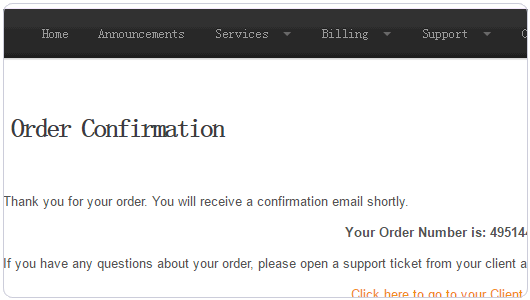 Home Announcements Services Billing Support
Order Confirmation
Thank you for your order. You will receive a confirmation email shortly.
Your Order Number is: 49514
If you have any questions about your order, please open a support ticket from your client a
Click here to go to your Client